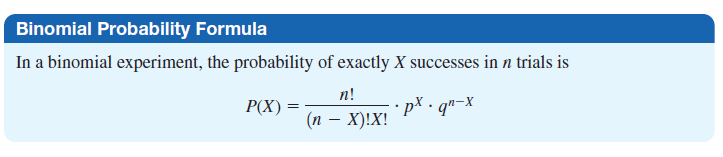 Binomial Probability Formula
In a binomial experiment, the probability of exactly X successes in n trials is
P(X) = n! / (n − X)!X! · p^X · q^(n−X)